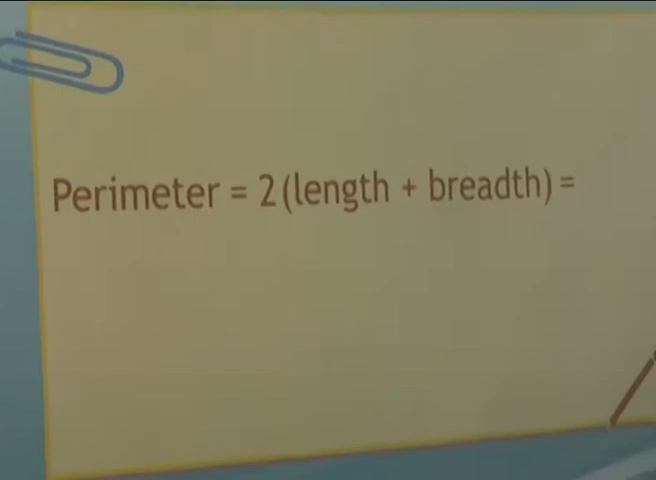 Perimeter = 2(length + breadth) =